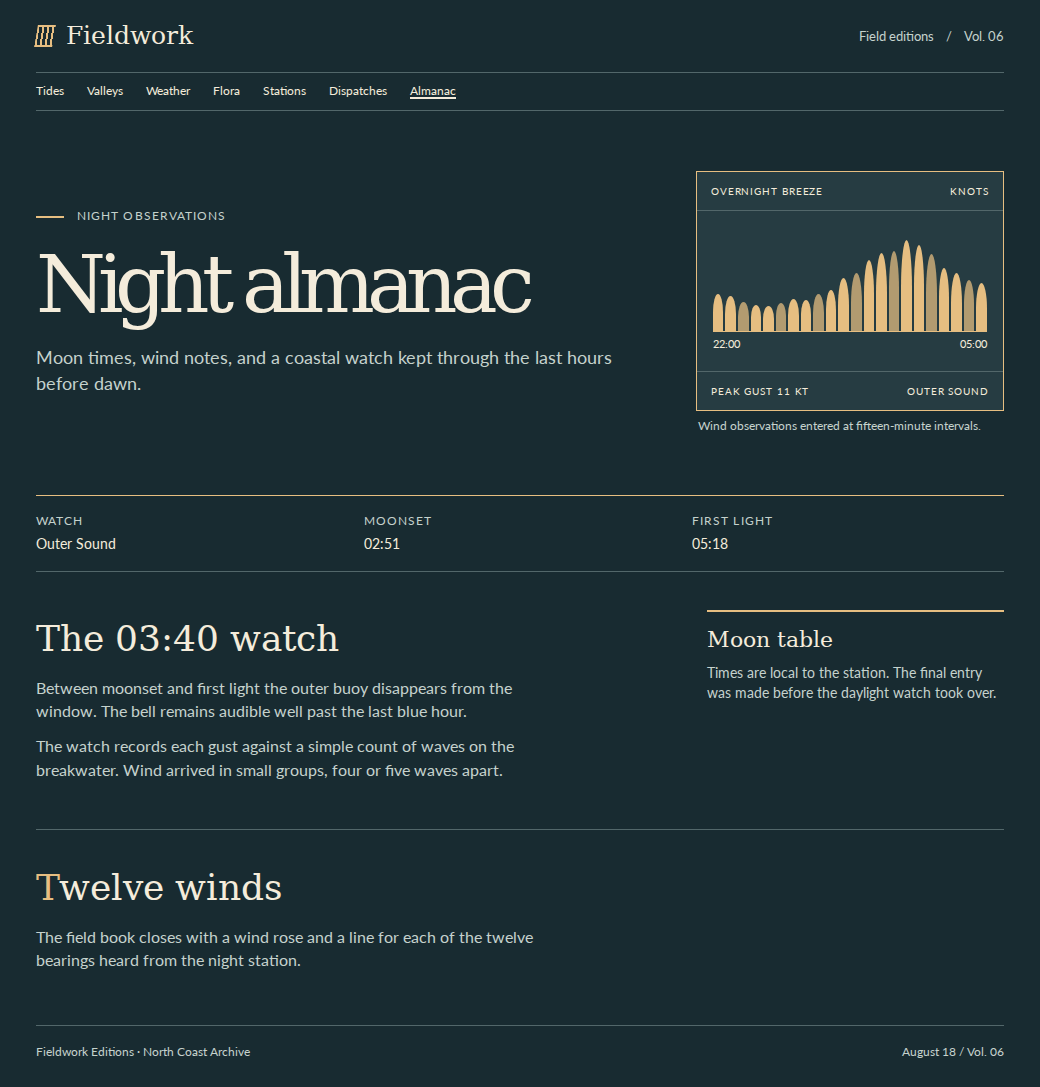 Fieldwork
Field editions / Vol. 06
Tides Valleys Weather Flora Stations Dispatches Almanac
NIGHT OBSERVATIONS
Night almanac
Moon times, wind notes, and a coastal watch kept through the last hours
before dawn.
OVERNIGHT BREEZE KNOTS
22:00 05:00
PEAK GUST 11 KT OUTER SOUND
Wind observations entered at fifteen-minute intervals.
WATCH
Outer Sound
MOONSET
02:51
FIRST LIGHT
05:18
The 03:40 watch
Between moonset and first light the outer buoy disappears from the
window. The bell remains audible well past the last blue hour.
The watch records each gust against a simple count of waves on the
breakwater. Wind arrived in small groups, four or five waves apart.
Moon table
Times are local to the station. The final entry
was made before the daylight watch took over.
Twelve winds
The field book closes with a wind rose and a line for each of the twelve
bearings heard from the night station.
Fieldwork Editions · North Coast Archive
August 18 / Vol. 06